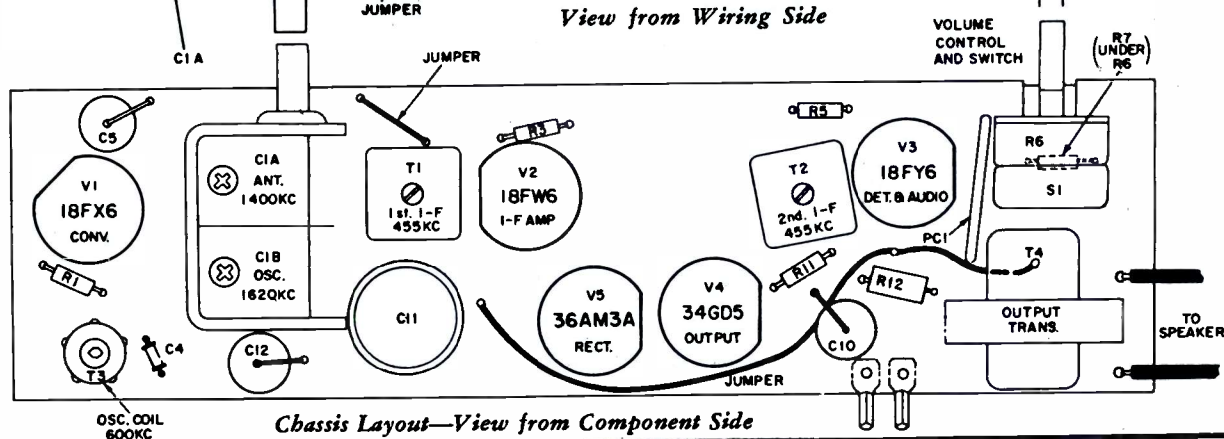 JUMPER
View from Wiring Side
C1A
JUMPER
VOLUME
CONTROL
AND SWITCH
R7
(UNDER
R6)
C5
V1
18FX6
CONV.
R1
C1A
ANT.
1400KC
C1B
OSC.
162QKC
T1
1st. I-F
455KC
R3
V2
18FW6
I-F AMP
R5
T2
2nd. I-F
455KC
V3
18FY6
DET. & AUDIO
R6
S1
PC1
T4
C11
V5
36AM3A
RECT.
V4
34GD5
OUTPUT
R11
R12
C10
OUTPUT
TRANS.
TO
SPEAKER
T3
C4
C12
JUMPER
OSC. COIL
600KC
Chassis Layout—View from Component Side